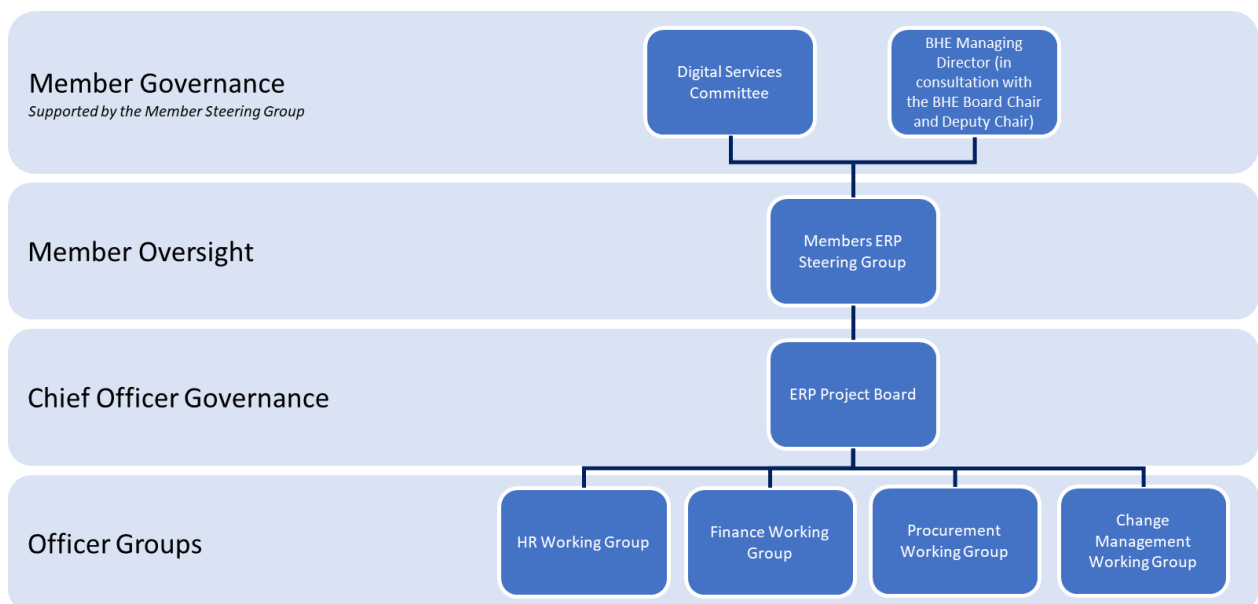 Member Governance
Supported by the Member Steering Group
Digital Services
Committee
BHE Managing
Director (in
consultation with
the BHE Board Chair
and Deputy Chair)
Member Oversight
Members ERP
Steering Group
Chief Officer Governance
ERP Project Board
Officer Groups
HR Working Group
Finance Working
Group
Procurement
Working Group
Change
Management
Working Group